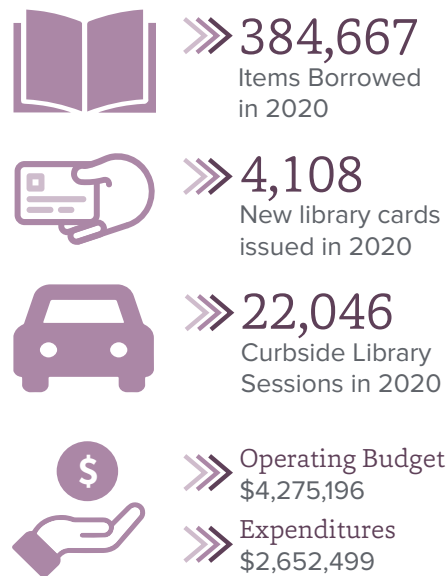 384,667
Items Borrowed
in 2020
4,108
New library cards
issued in 2020
22,046
Curbside Library
Sessions in 2020
$
Operating Budget
$4,275,196
Expenditures
$2,652,499